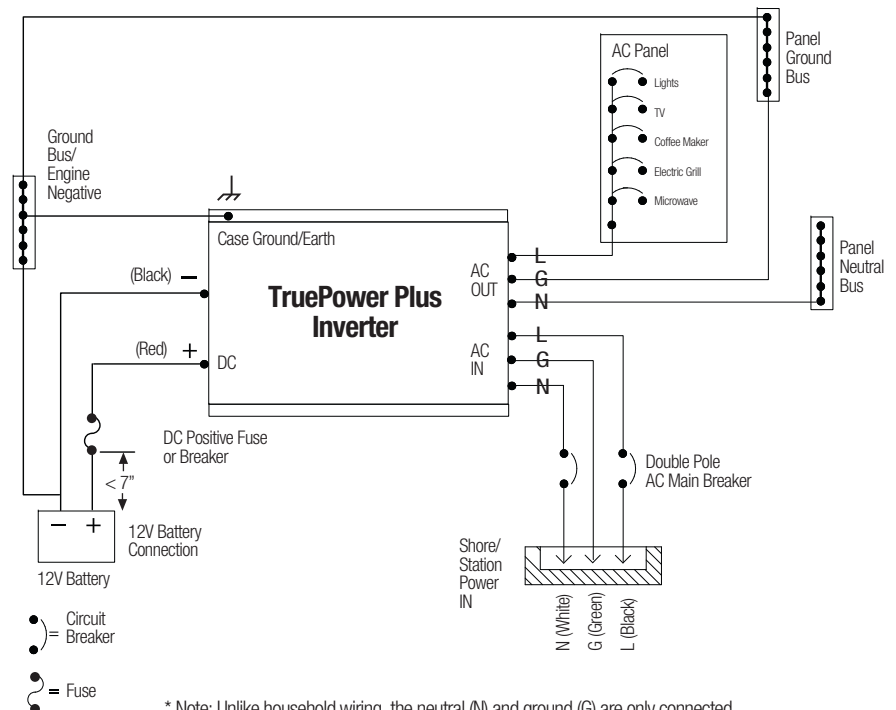 Panel
Ground
Bus
AC Panel
Lights
TV
Coffee Maker
Electric Grill
Microwave
Ground
Bus/
Engine
Negative
Case Ground/Earth
(Black) –
TruePower Plus
Inverter
(Red) +
DC
AC
OUT
L
G
N
AC
IN
L
G
N
Panel
Neutral
Bus
DC Positive Fuse
or Breaker
< 7"
– +
12V Battery
Connection
12V Battery
Double Pole
AC Main Breaker
Shore/
Station
Power
IN
N (White)
G (Green)
L (Black)
= Circuit
Breaker
= Fuse
* Note: Unlike household wiring, the neutral (N) and ground (G) are only connected